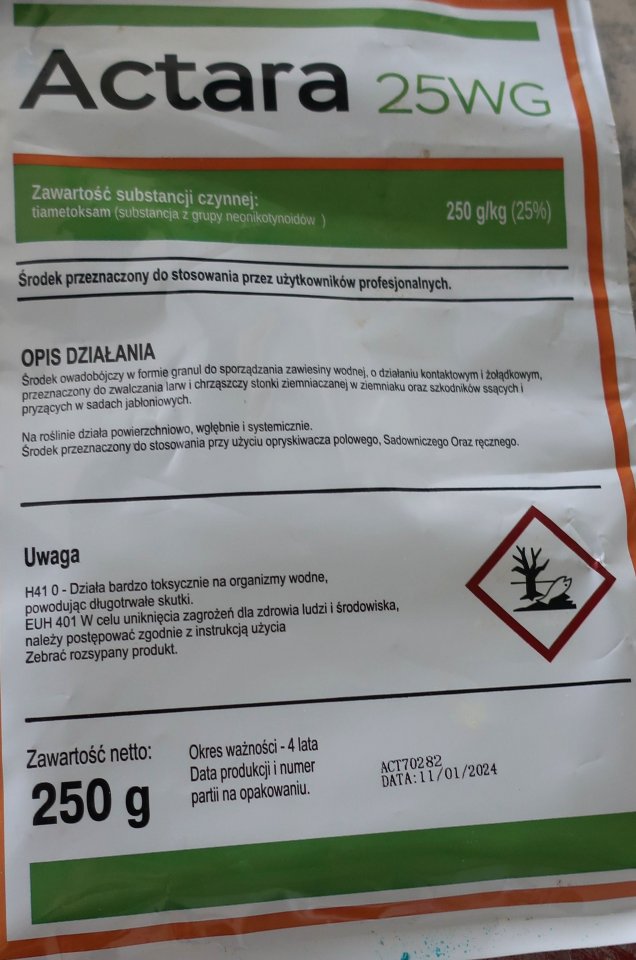 Actara 25WG
Zawartość substancji czynnej:
tiametoksam (substancja z grupy neonikotynoidów )
250 g/kg (25%)
Środek przeznaczony do stosowania przez użytkowników profesjonalnych.
OPIS DZIAŁANIA
Środek owadobójczy w formie granul do sporządzania zawiesiny wodnej, o działaniu kontaktowym i żołądkowym,
przeznaczony do zwalczania larw i chrząszczy stonki ziemniaczanej w ziemniaku oraz szkodników ssących i
pryzących w sadach jabłoniowych.
Na roślinie działa powierzchniowo, wgłębnie i systemicznie.
Środek przeznaczony do stosowania przy użyciu opryskiwacza polowego, Sadowniczego Oraz ręcznego.
Uwaga
H41 0 - Działa bardzo toksycznie na organizmy wodne,
powodując długotrwałe skutki.
EUH 401 W celu uniknięcia zagrożeń dla zdrowia ludzi i środowiska,
należy postępować zgodnie z instrukcją użycia
Zebrać rozsypany produkt.
Zawartość netto:
250 g
Okres ważności - 4 lata
Data produkcji i numer
partii na opakowaniu.
ACT70282
DATA:11/01/2024